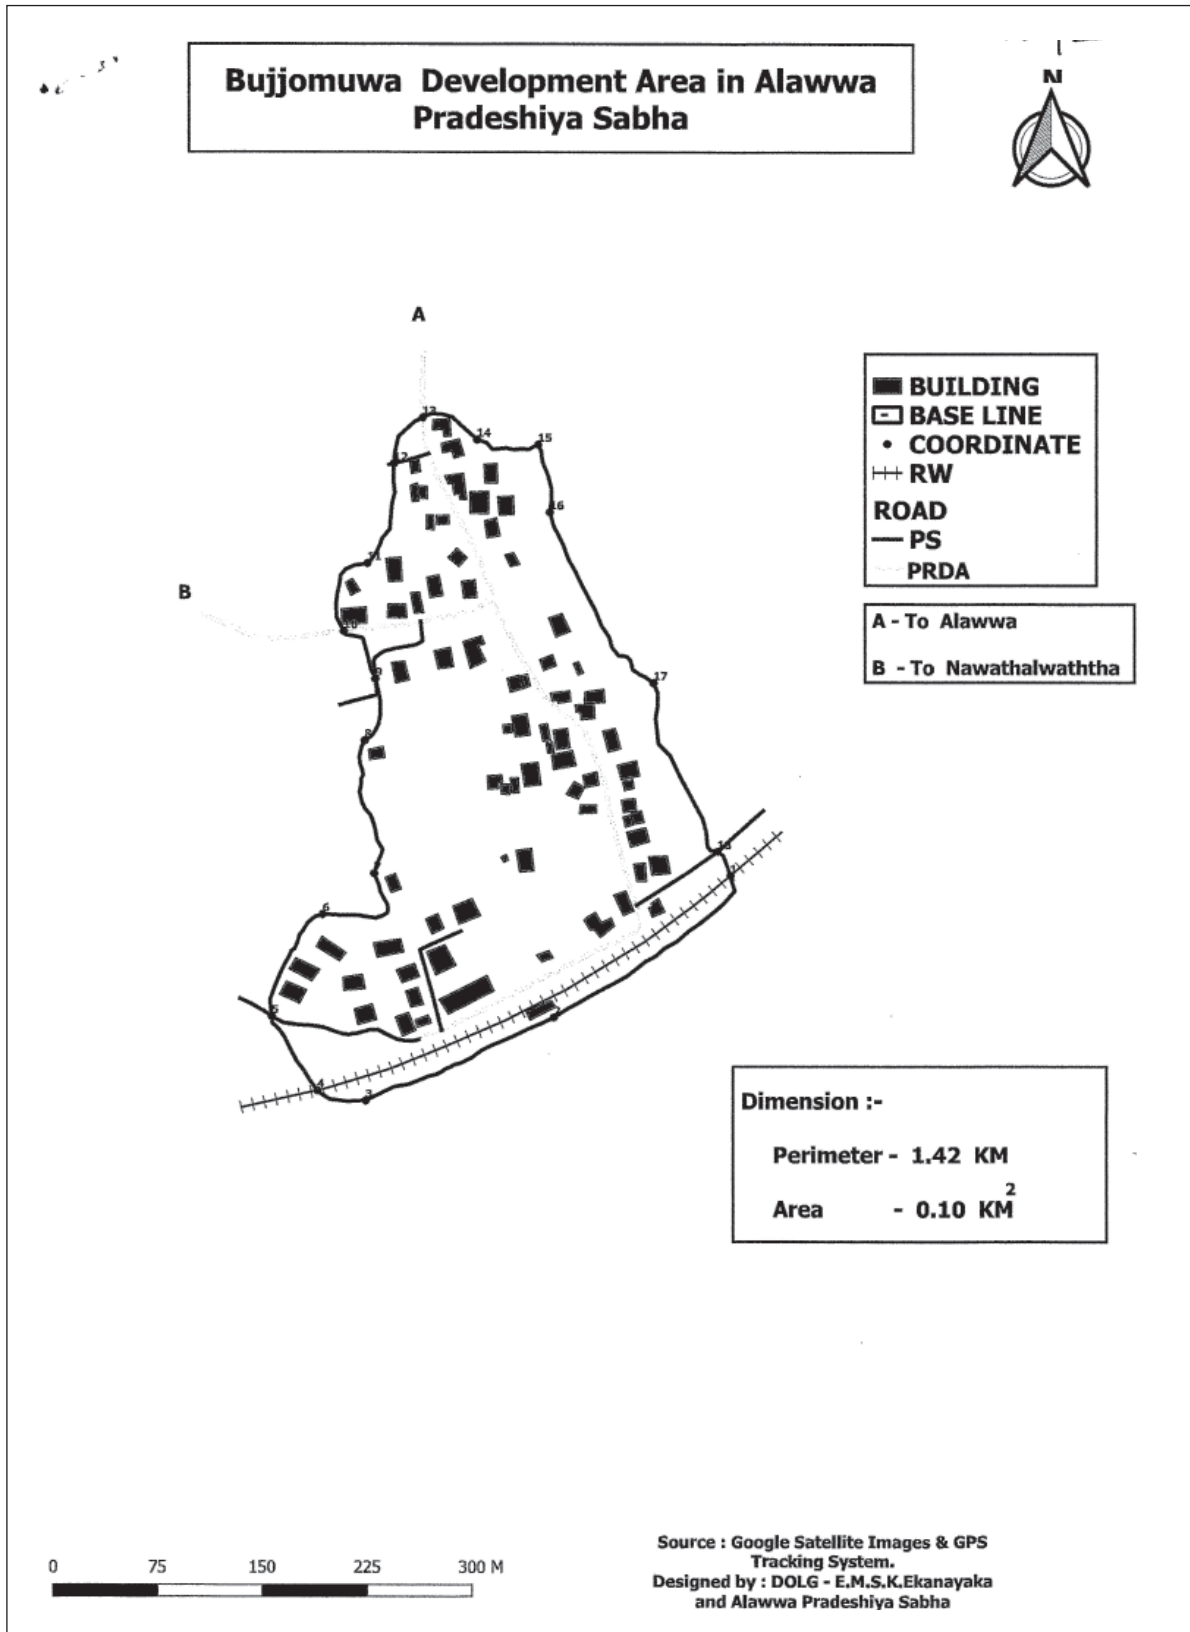 Bujjomuwa Development Area in Alawwa
Pradeshiya Sabha
N
A
B
BUILDING
BASE LINE
COORDINATE
RW
ROAD
PS
PRDA
A - To Alawwa
B - To Nawathalwaththa
13
14
15
12
16
11
10
9
17
8
6
5
4
3
2
Dimension :-
Perimeter - 1.42 KM
Area - 0.10 KM²
0 75 150 225 300 M
Source : Google Satellite Images & GPS
Tracking System.
Designed by : DOLG - E.M.S.K.Ekanayaka
and Alawwa Pradeshiya Sabha